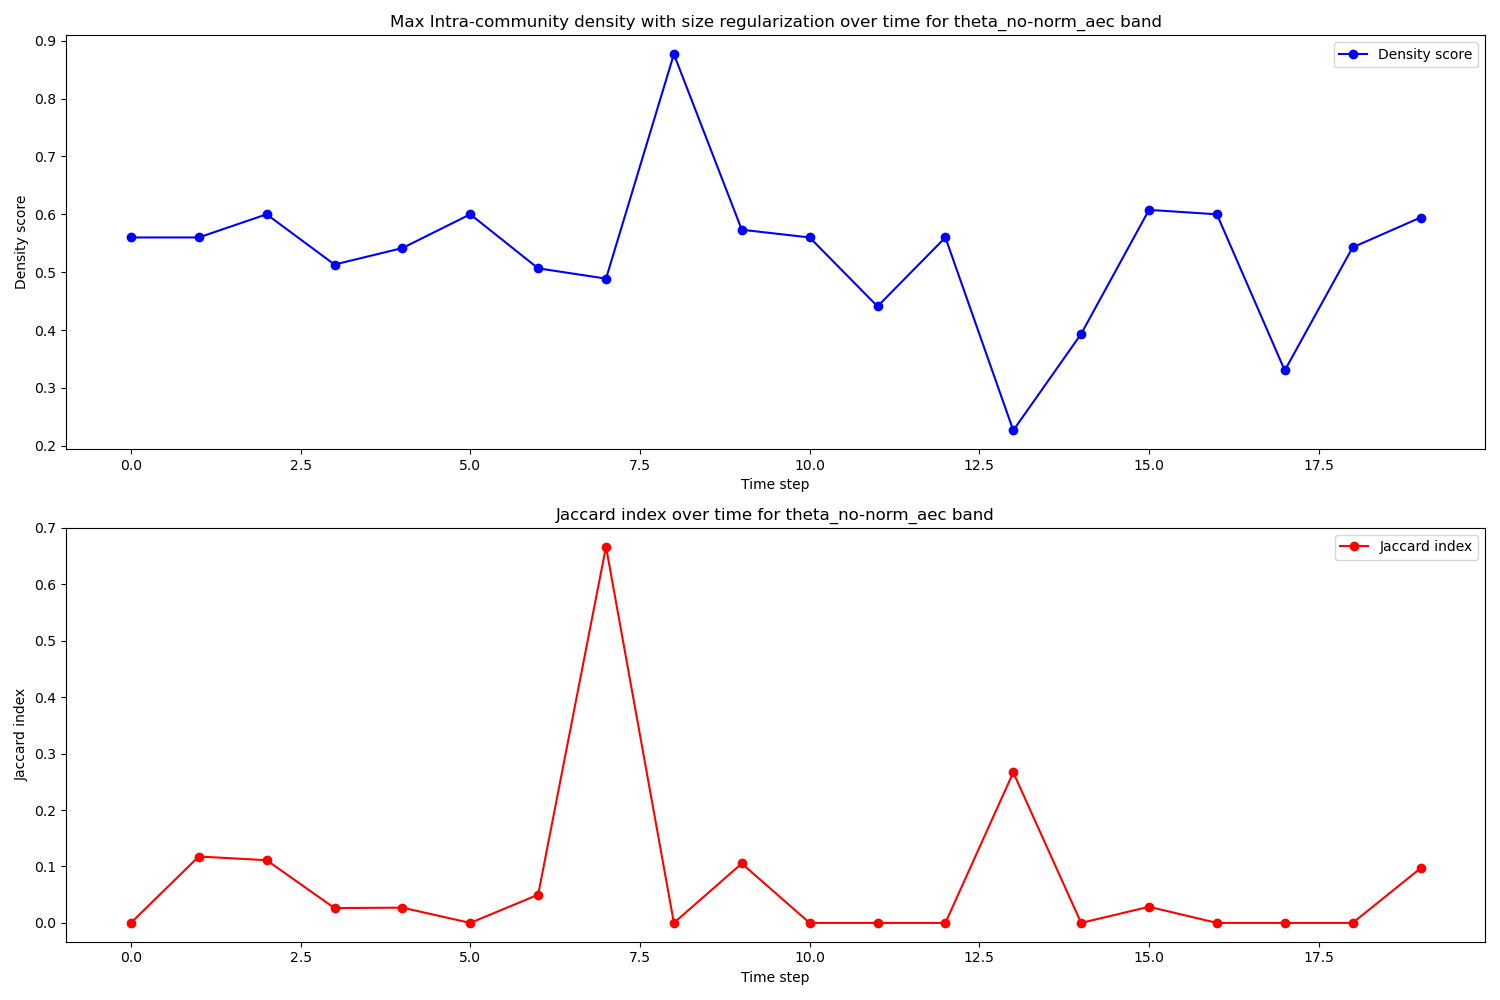 Max Intra-community density with size regularization over time for theta_no-norm_aec band
Density score
0.9
0.8
0.7
0.6
0.5
0.4
0.3
0.2
Density score
0.0 2.5 5.0 7.5 10.0 12.5 15.0 17.5
Time step
Jaccard index over time for theta_no-norm_aec band
Jaccard index
0.7
0.6
0.5
0.4
0.3
0.2
0.1
0.0
Jaccard index
0.0 2.5 5.0 7.5 10.0 12.5 15.0 17.5
Time step